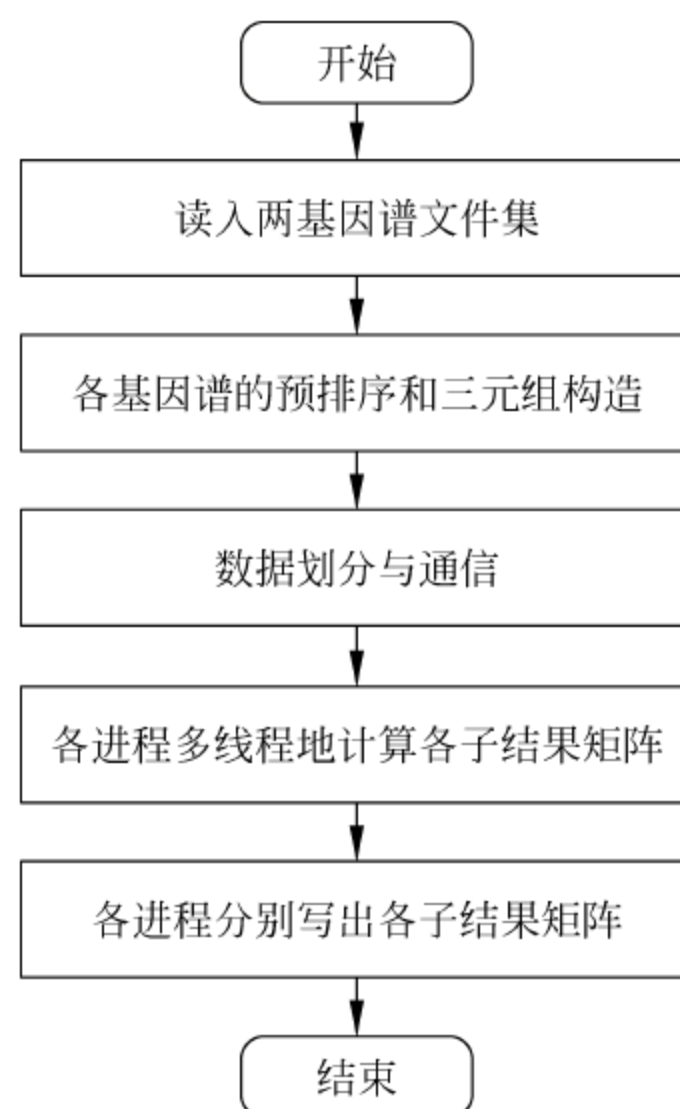 开始
读入两基因谱文件集
各基因谱的预排序和三元组构造
数据划分与通信
各进程多线程地计算各子结果矩阵
各进程分别写出各子结果矩阵
结束